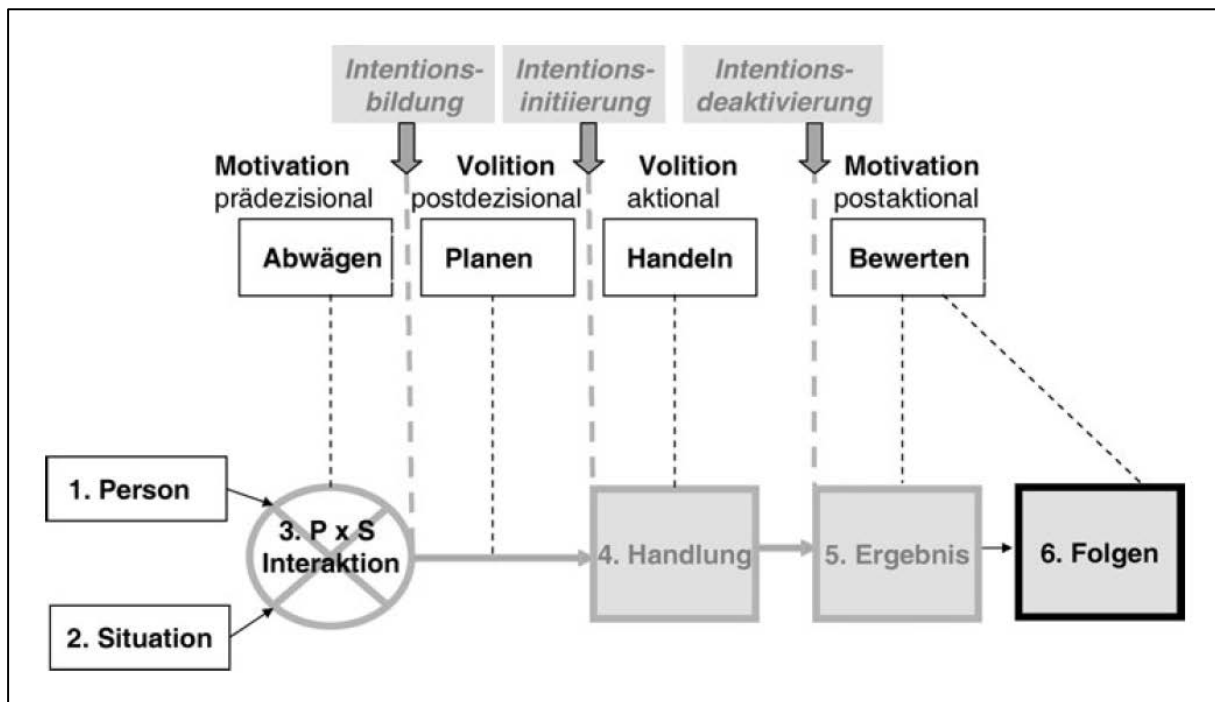 Intentions-
bildung
Intentions-
initiierung
Intentions-
deaktivierung
Motivation
prädezisional
Volition
postdezisional
Volition
aktional
Motivation
postaktional
Abwägen
Planen
Handeln
Bewerten
1. Person
2. Situation
3. P x S
Interaktion
4. Handlung
5. Ergebnis
6. Folgen